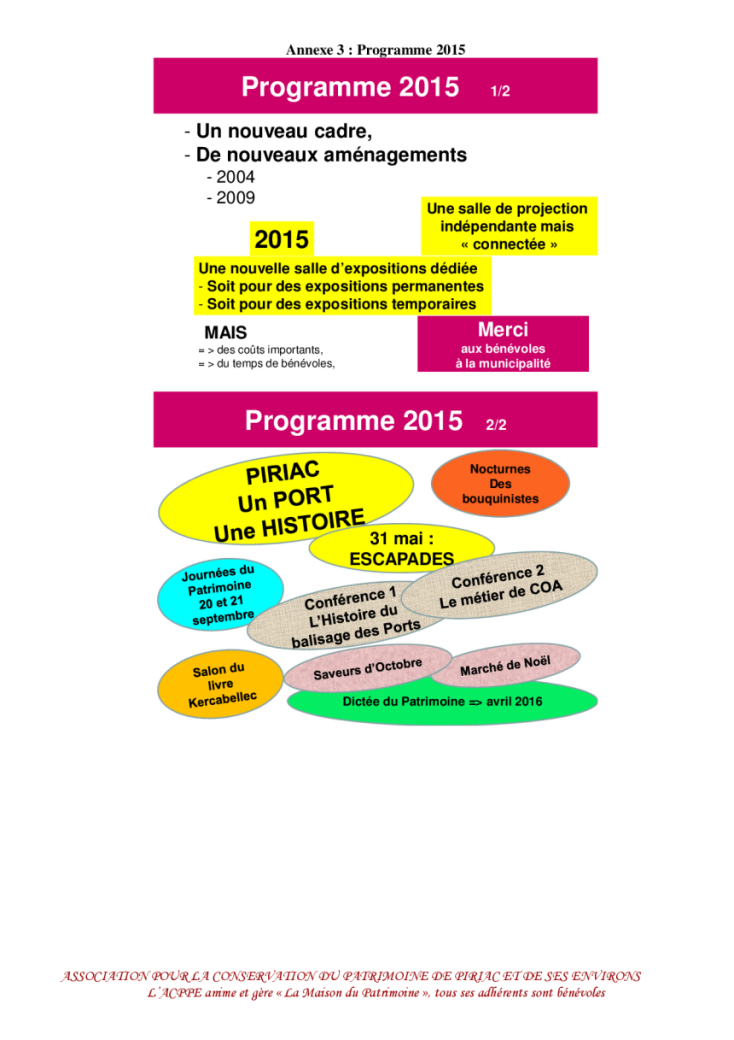 Annexe 3 : Programme 2015
Programme 2015 1/2
- Un nouveau cadre,
- De nouveaux aménagements
- 2004
- 2009
Une salle de projection
indépendante mais
« connectée »
2015
Une nouvelle salle d'expositions dédiée
- Soit pour des expositions permanentes
- Soit pour des expositions temporaires
MAIS
= > des coûts importants,
= > du temps de bénévoles,
Merci
aux bénévoles
à la municipalité
Programme 2015 2/2
PIRIAC
Un PORT
Une HISTOIRE
Nocturnes
Des
bouquinistes
31 mai :
ESCAPADES
Journées du
Patrimoine
20 et 21
septembre
Conférence 1
L'Histoire du
balisage des Ports
Conférence 2
Le métier de COA
Salon du
livre
Kercabellec
Saveurs d'Octobre
Marché de Noël
Dictée du Patrimoine => avril 2016
ASSOCIATION POUR LA CONSERVATION DU PATRIMOINE DE PIRIAC ET DE SES ENVIRONS
L'ACPPE anime et gère « La Maison du Patrimoine », tous ses adhérents sont bénévoles